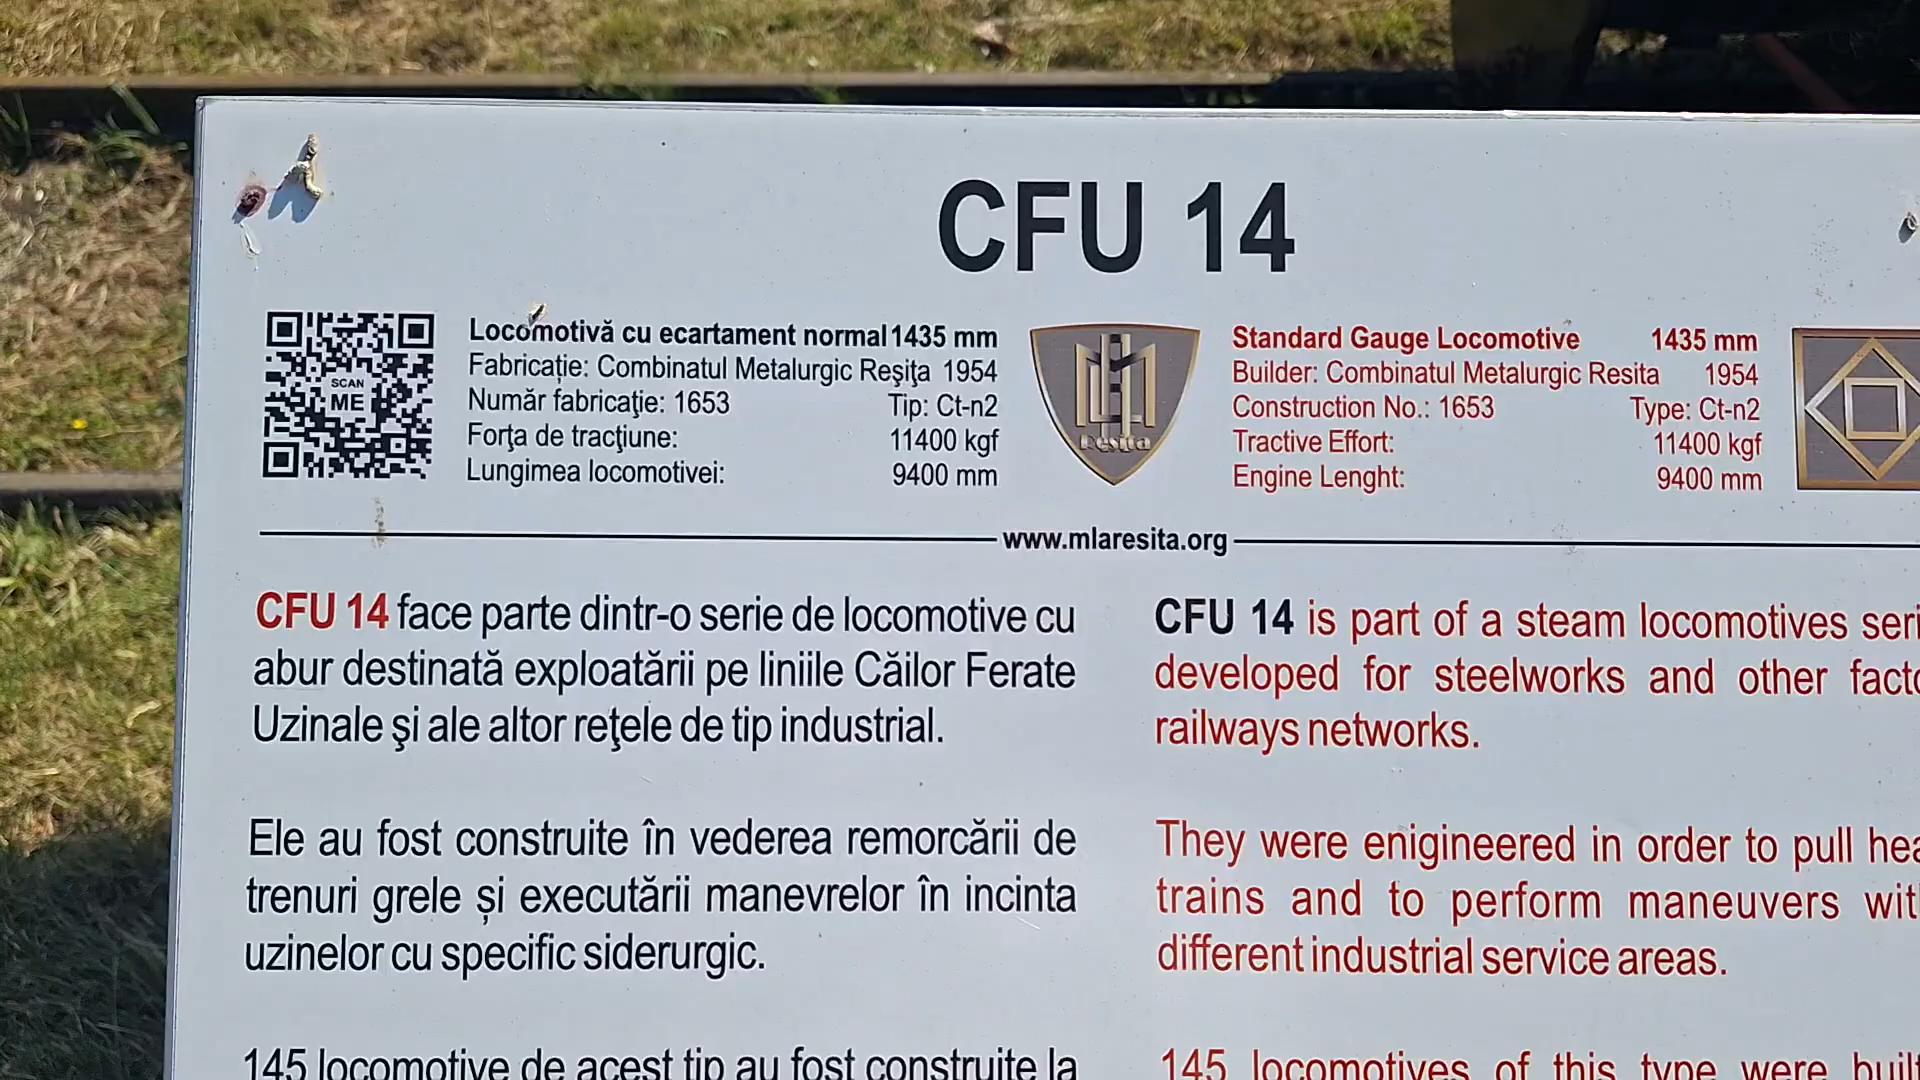 CFU 14
SCAN
ME
Locomotivă cu ecartament normal 1435 mm
Fabricație: Combinatul Metalurgic Reşiţa 1954
Număr fabricaţie: 1653 Tip: Ct-n2
Forţa de tracţiune: 11400 kgf
Lungimea locomotivei: 9400 mm
Resita
Standard Gauge Locomotive 1435 mm
Builder: Combinatul Metalurgic Resita 1954
Construction No.: 1653 Type: Ct-n2
Tractive Effort: 11400 kgf
Engine Lenght: 9400 mm
www.mlaresita.org
CFU 14 face parte dintr-o serie de locomotive cu
abur destinată exploatării pe liniile Căilor Ferate
Uzinale şi ale altor reţele de tip industrial.
Ele au fost construite în vederea remorcării de
trenuri grele și executării manevrelor în incinta
uzinelor cu specific siderurgic.
145 locomotive de acest tip au fost construite la
CFU 14 is part of a steam locomotives seri
developed for steelworks and other facto
railways networks.
They were enigineered in order to pull hea
trains and to perform maneuvers wit
different industrial service areas.
145 locomotives of this type were built